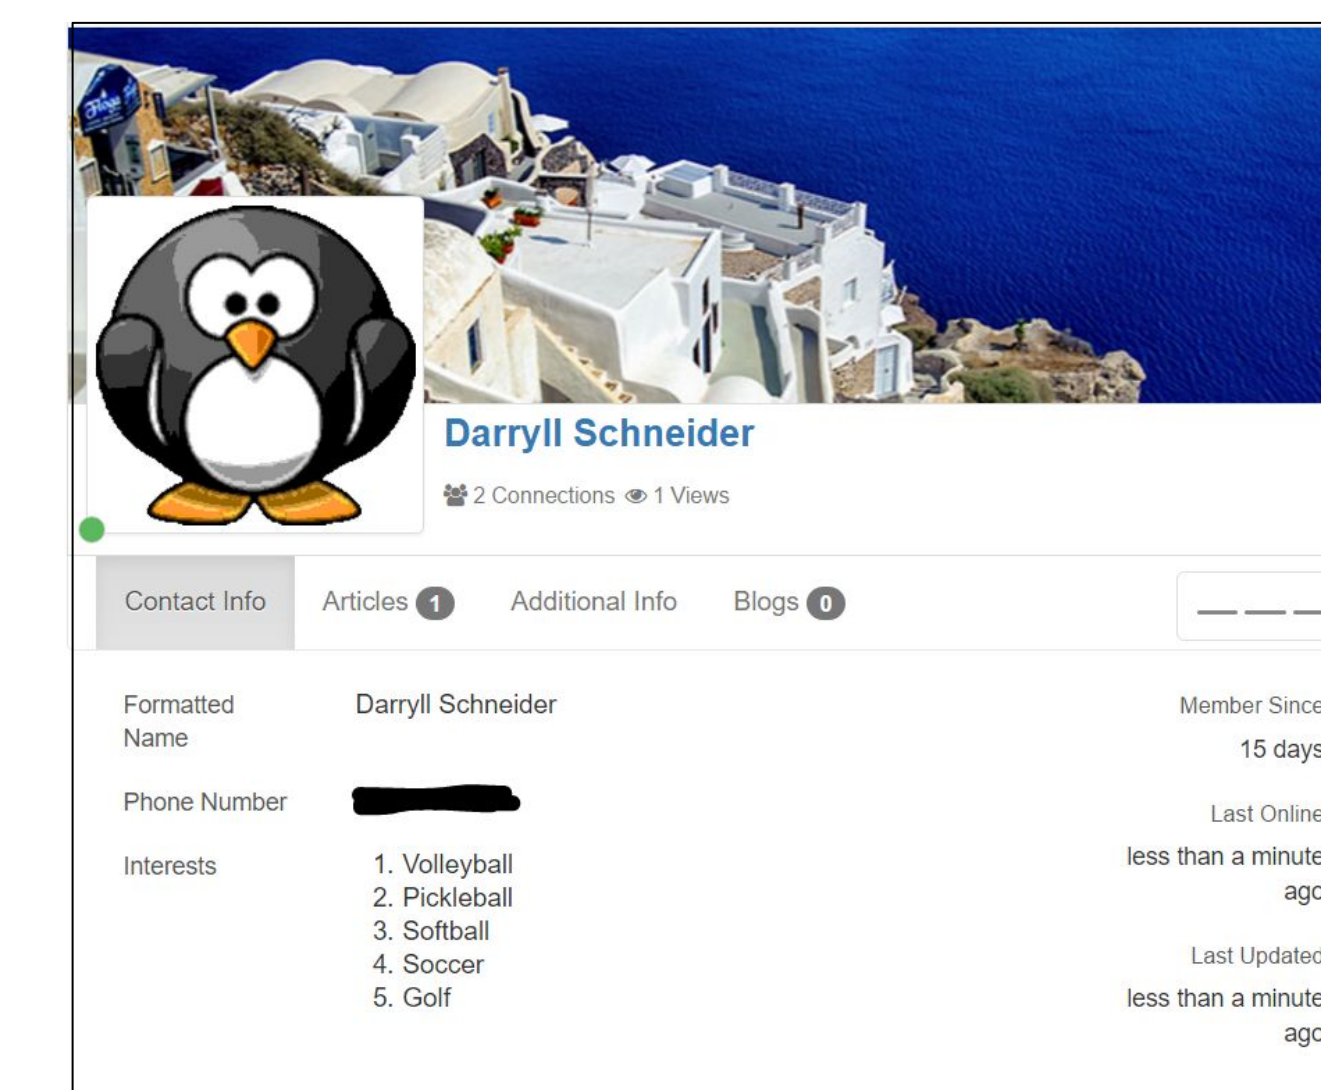 Floga
Darryll Schneider
2 Connections 1 Views
Contact Info Articles 1 Additional Info Blogs 0
Formatted Name Darryll Schneider
Phone Number
Interests
1. Volleyball
2. Pickleball
3. Softball
4. Soccer
5. Golf
Member Since
15 days
Last Online
less than a minute
ago
Last Updated
less than a minute
ago